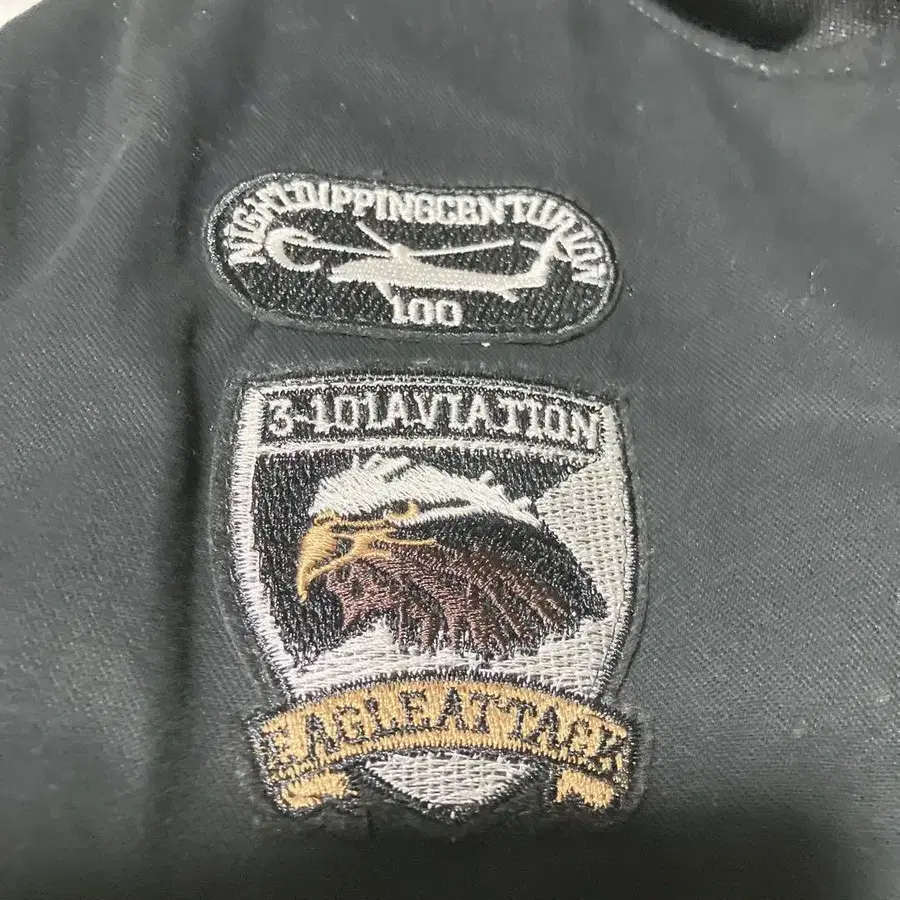 NIGHTDIPPINGCENTURION
100
3-101AVIATION
EAGLEATTACK